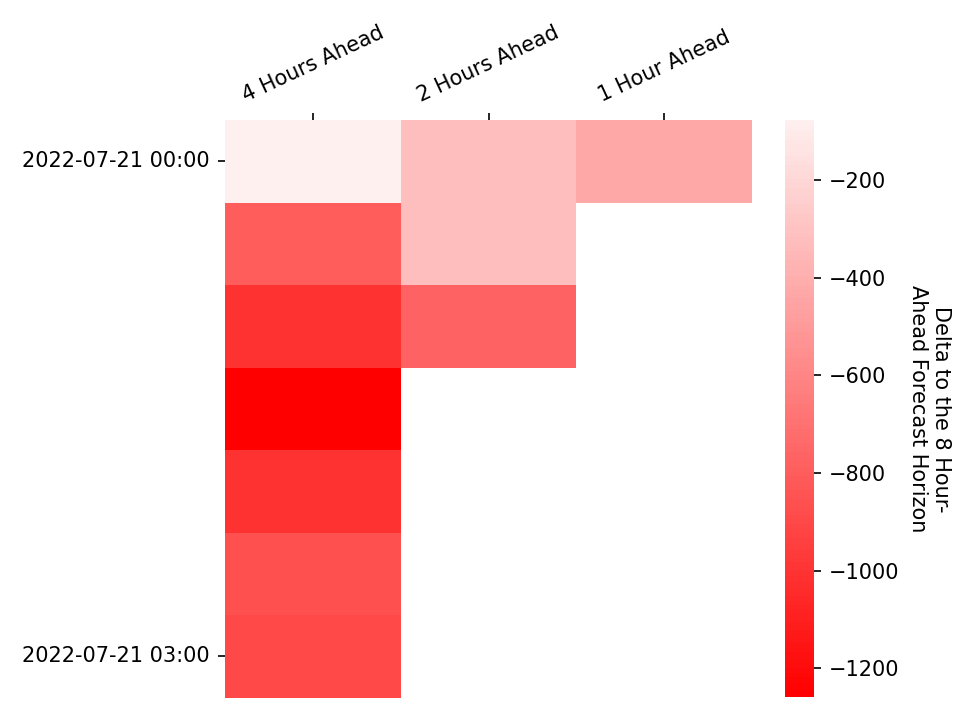 4 Hours Ahead
2 Hours Ahead
1 Hour Ahead
2022-07-21 00:00
2022-07-21 03:00
−200
−400
−600
−800
−1000
−1200
Delta to the 8 Hour-
Ahead Forecast Horizon